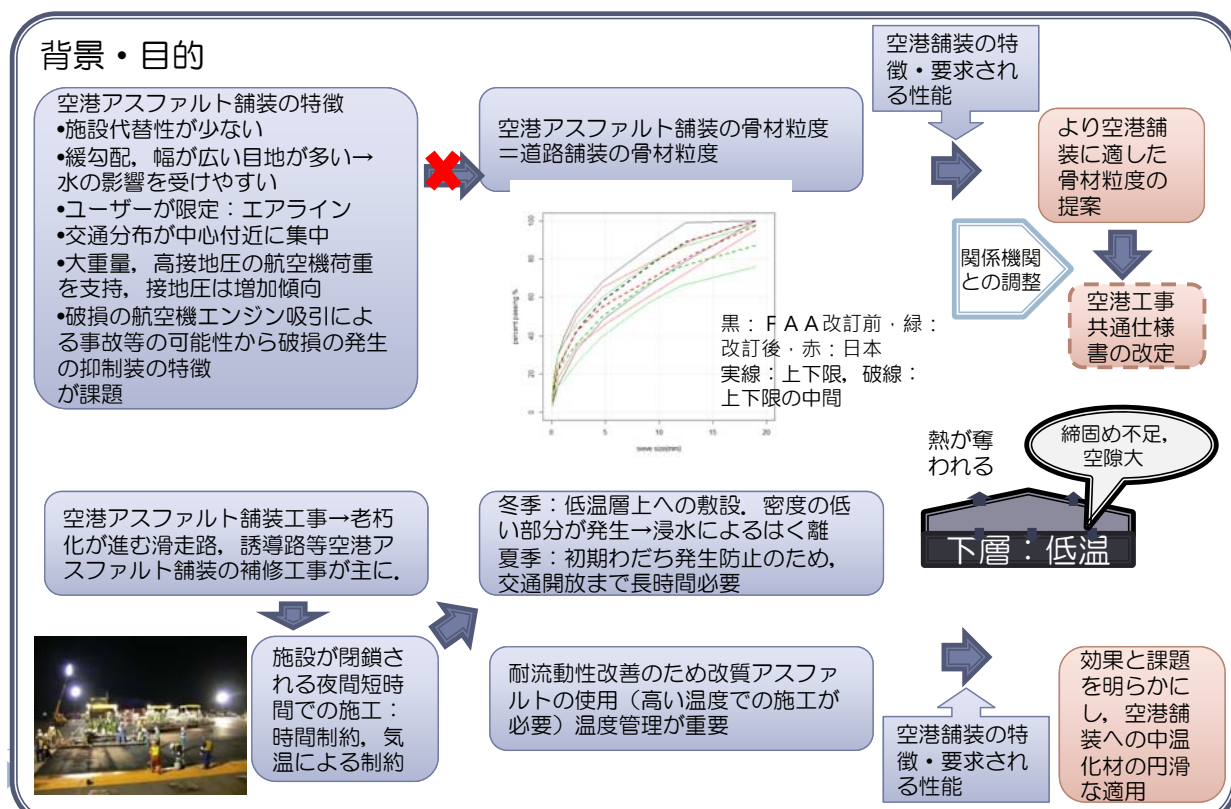 背景・目的
空港アスファルト舗装の特徴
•施設代替性が少ない
•緩勾配，幅が広い目地が多い→
水の影響を受けやすい
•ユーザーが限定：エアライン
•交通分布が中心付近に集中
•大重量，高接地圧の航空機荷重
を支持，接地圧は増加傾向
•破損の航空機エンジン吸引によ
る事故等の可能性から破損の発生
の抑制装の特徴
が課題
空港アスファルト舗装の骨材粒度
＝道路舗装の骨材粒度
空港舗装の特
徴・要求され
る性能
より空港舗
装に適した
骨材粒度の
提案
関係機関
との調整
空港工事
共通仕様
書の改定
percent passing %
0
20
40
60
80
100
0
5
10
15
20
sieve size(mm)
黒：ＦＡＡ改訂前，緑：
改訂後，赤：日本
実線：上下限，破線：
上下限の中間
熱が奪
われる
締固め不足，
空隙大
下層：低温
空港アスファルト舗装工事→老朽
化が進む滑走路，誘導路等空港ア
スファルト舗装の補修工事が主に．
冬季：低温層上への敷設，密度の低
い部分が発生→浸水によるはく離
夏季：初期わだち発生防止のため，
交通開放まで長時間必要
施設が閉鎖さ
れる夜間短時
間での施工：
時間制約，気
温による制約
耐流動性改善のため改質アスファ
ルトの使用（高い温度での施工が
必要）温度管理が重要
空港舗装の特
徴・要求され
る性能
効果と課題
を明らかに
し，空港舗
装への中温
化材の円滑
な適用